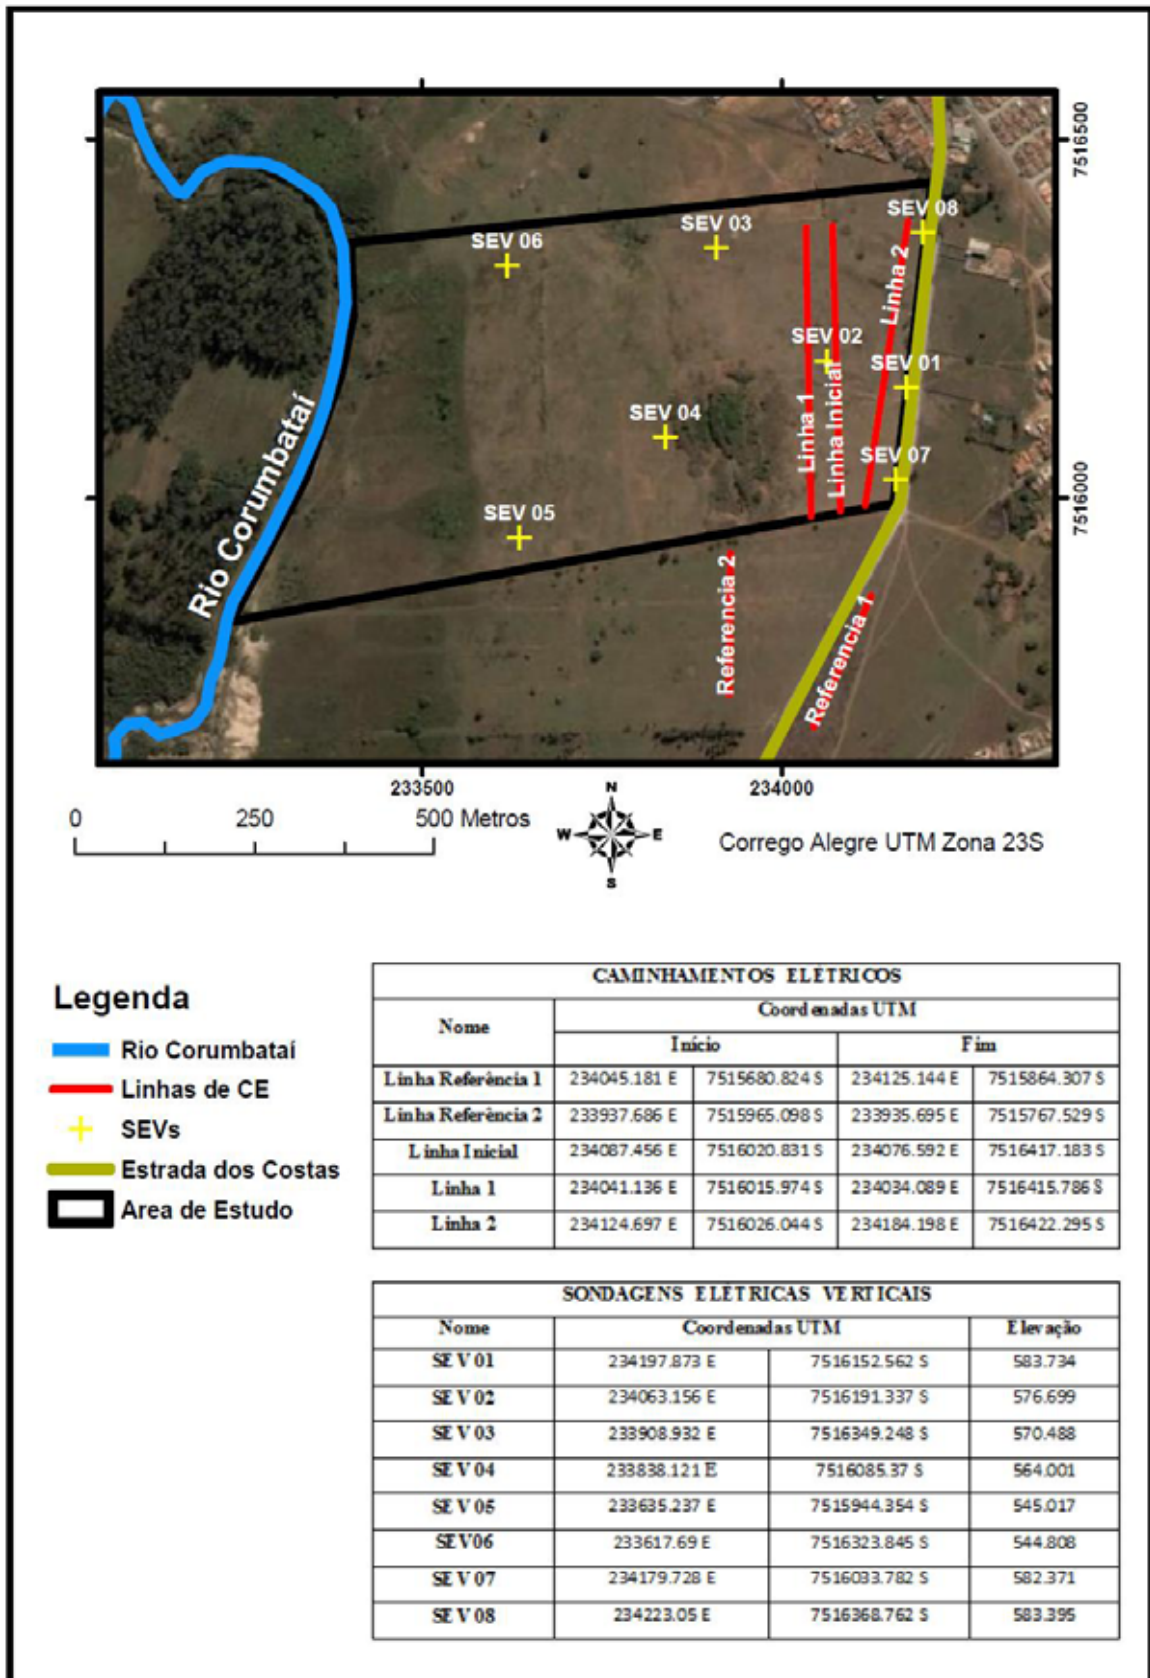 7516500
7516000
SEV 08
SEV 03
SEV 06
Linha 2
SEV 02
SEV 01
Linha 1
Linha Inicial
SEV 04
SEV 07
SEV 05
Rio Corumbataí
Referencia 2
Referencia 1
233500
234000
0 250 500 Metros
N
W E
S
Corrego Alegre UTM Zona 23S
Legenda
Rio Corumbataí
Linhas de CE
SEVs
Estrada dos Costas
Area de Estudo
CAMINHAMENTOS ELÉTRICOS
Nome Coordenadas UTM
Início Fim
Linha Referência 1 234045.181 E 7515680.824 S 234125.144 E 7515864.307 S
Linha Referência 2 233937.686 E 7515965.098 S 233935.695 E 7515767.529 S
Linha Inicial 234087.456 E 7516020.831 S 234076.592 E 7516417.183 S
Linha 1 234041.136 E 7516015.974 S 234034.089 E 7516415.786 S
Linha 2 234124.697 E 7516026.044 S 234184.198 E 7516422.295 S
SONDAGENS ELÉTRICAS VERTICAIS
Nome Coordenadas UTM Elevação
SEV 01 234197.873 E 7516152.562 S 583.734
SEV 02 234063.156 E 7516191.337 S 576.699
SEV 03 233908.932 E 7516349.248 S 570.488
SEV 04 233838.121 E 7516085.37 S 564.001
SEV 05 233635.237 E 7515944.354 S 545.017
SEV06 233617.69 E 7516323.845 S 544.808
SEV 07 234179.728 E 7516033.782 S 582.371
SEV 08 234223.05 E 7516368.762 S 583.395